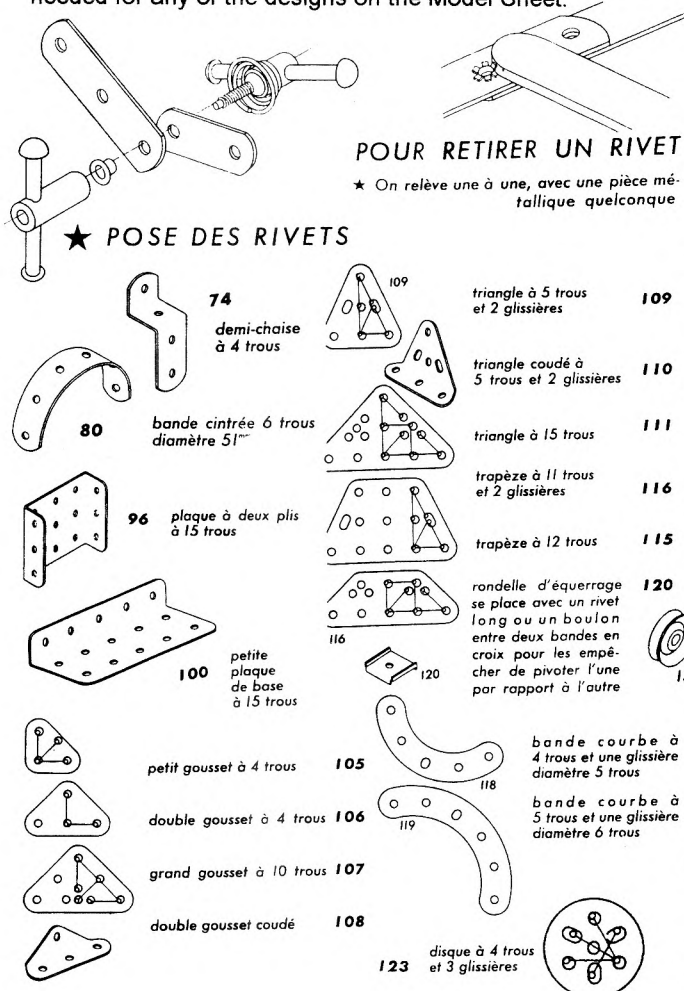 needed for any of the designs on the Model Sheet.
POUR RETIRER UN RIVET
★ On relève une à une, avec une pièce mé-
tallique quelconque
★ POSE DES RIVETS
74
demi-chaise
à 4 trous
80
bande cintrée 6 trous
diamètre 51mm
96
plaque à deux plis
à 15 trous
100
petite
plaque
de base
à 15 trous
petit gousset à 4 trous 105
double gousset à 4 trous 106
grand gousset à 10 trous 107
double gousset coudé 108
109
triangle à 5 trous
et 2 glissières 109
triangle coudé à
5 trous et 2 glissières 110
triangle à 15 trous 111
trapèze à 11 trous
et 2 glissières 116
trapèze à 12 trous 115
116
120
rondelle d'équerrage 120
se place avec un rivet
long ou un boulon
entre deux bandes en
croix pour les empê-
cher de pivoter l'une
par rapport à l'autre
118
bande courbe à
4 trous et une glissière
diamètre 5 trous
119
bande courbe à
5 trous et une glissière
diamètre 6 trous
123
disque à 4 trous
et 3 glissières